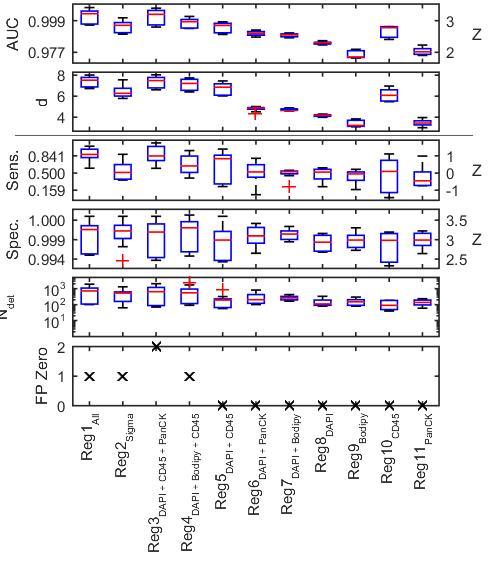 AUC
0.999
0.977
3
2
Z
d
8
6
4
Sens.
0.841
0.500
0.159
1
0
-1
Z
Spec.
1.000
0.999
0.994
3.5
3
2.5
Z
N_del
10^3
10^2
10^1
FP Zero
2
1
0
Reg1_All
Reg2_Sigma
Reg3_DAPI + CD45 + PanCK
Reg4_DAPI + Bodipy + CD45
Reg5_DAPI + CD45
Reg6_DAPI + PanCK
Reg7_DAPI + Bodipy
Reg8_DAPI
Reg9_Bodipy
Reg10_CD45
Reg11_PanCK